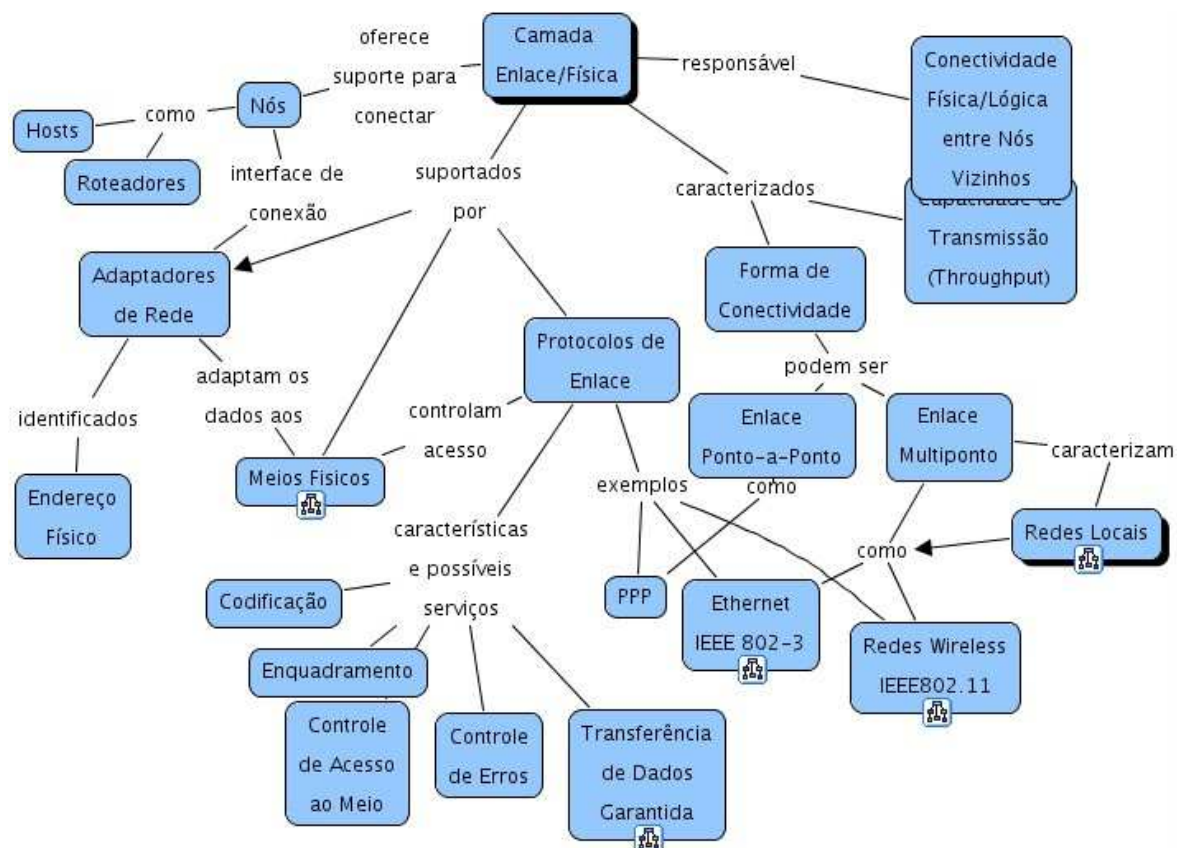 Camada
Enlace/Física
oferece
suporte para
conectar
responsável
Conectividade
Física/Lógica
entre Nós
Vizinhos
Nós
como
Hosts
Roteadores
interface de
conexão
suportados
por
caracterizados
Capacidade de
Transmissão
(Throughput)
Adaptadores
de Rede
Forma de
Conectividade
Protocolos de
Enlace
podem ser
adaptam os
dados aos
identificados
controlam
acesso
Enlace
Ponto-a-Ponto
Enlace
Multiponto
caracterizam
Meios Fisicos
Endereço
Físico
exemplos
como
características
e possíveis
serviços
como
Redes Locais
Codificação
PPP
Ethernet
IEEE 802-3
Redes Wireless
IEEE802.11
Enquadramento
Controle
de Acesso
ao Meio
Controle
de Erros
Transferência
de Dados
Garantida